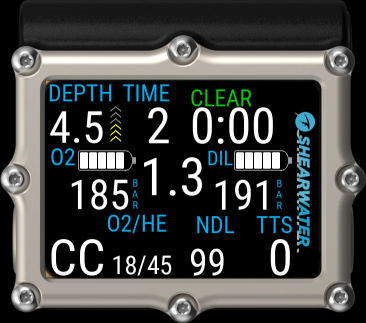 DEPTH TIME CLEAR
4.5 2 0:00
O2 1.3 DIL
185 BAR 191 BAR
O2/HE NDL TTS
CC 18/45 99 0
SHEARWATER